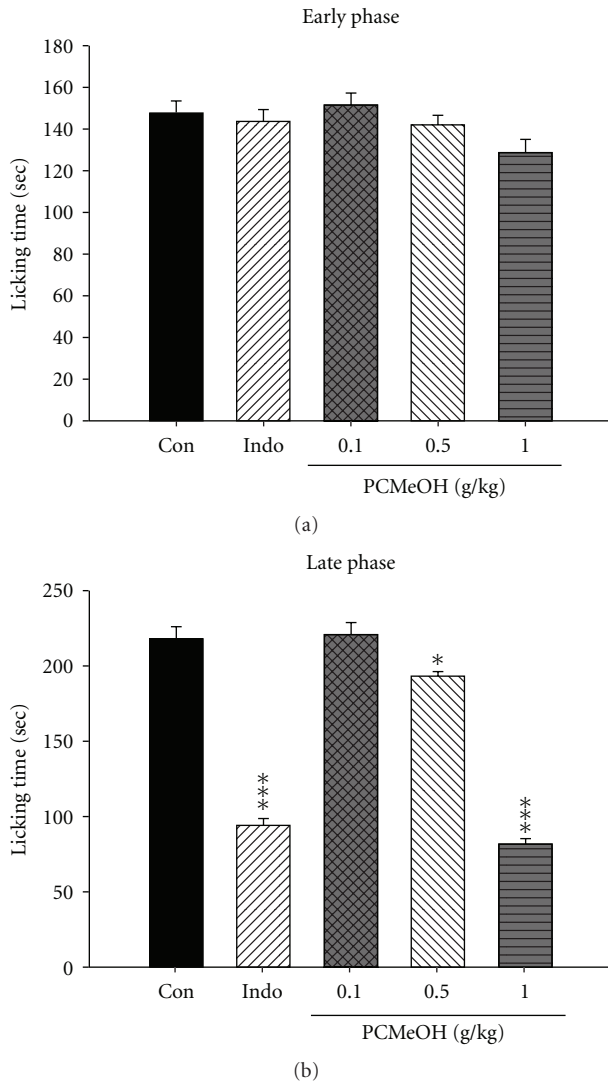 Early phase
180
160
140
120
100
80
60
40
20
0
Licking time (sec)
Con Indo 0.1 0.5 1
PCMeOH (g/kg)
(a)
Late phase
250
200
150
100
50
0
Licking time (sec)
***
*
***
Con Indo 0.1 0.5 1
PCMeOH (g/kg)
(b)